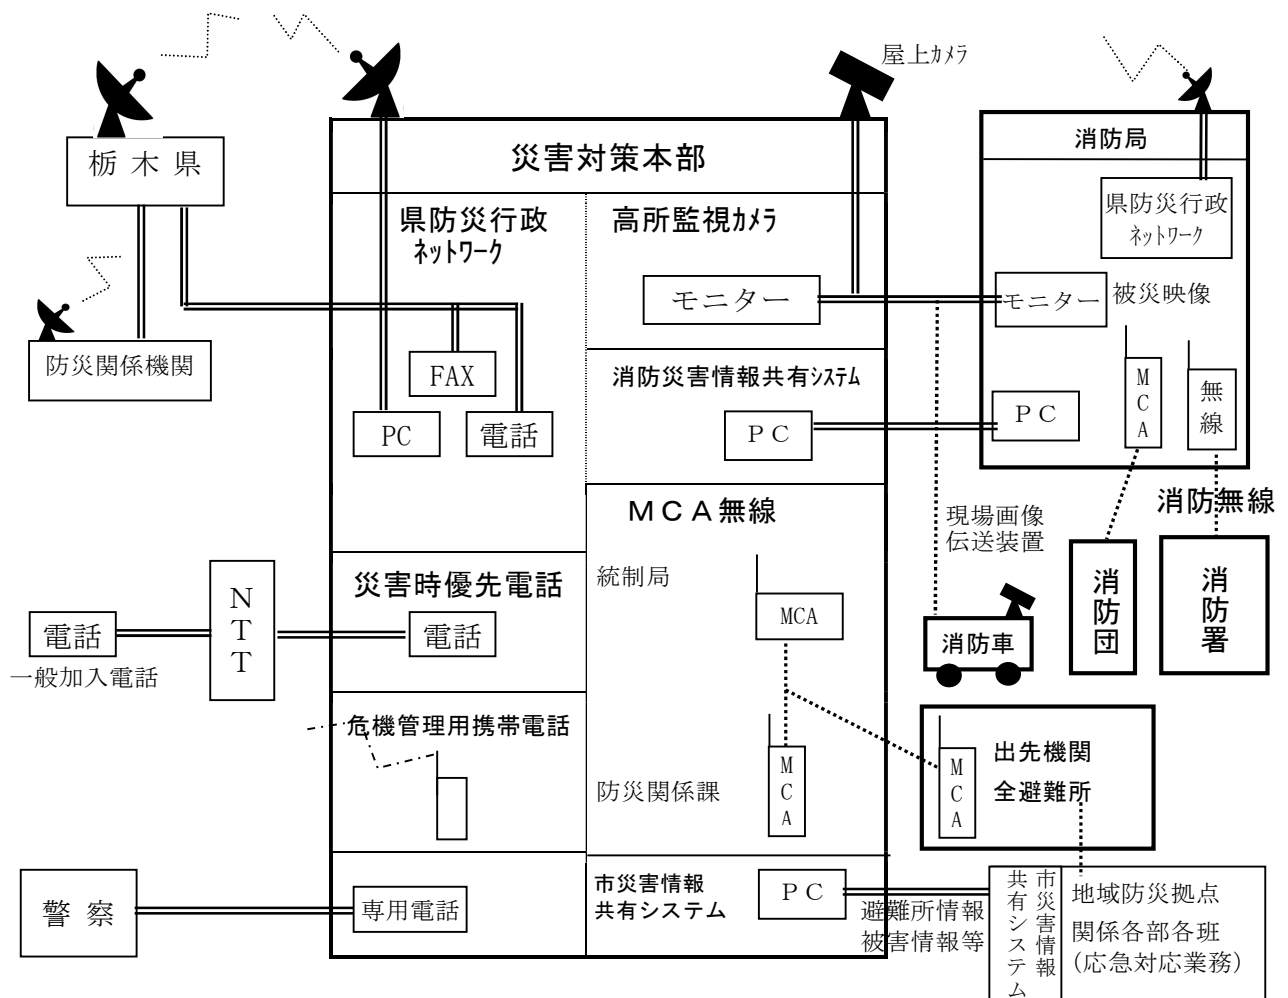 屋上ｶﾒﾗ
栃木県
防災関係機関
災害対策本部
県防災行政
ﾈｯﾄﾜｰｸ
FAX
PC
電話
高所監視ｶﾒﾗ
モニター
消防災害情報共有ｼｽﾃﾑ
ＰＣ
消防局
県防災行政
ﾈｯﾄﾜｰｸ
モニター
被災映像
ＰＣ
MCA
無線
消防無線
現場画像
伝送装置
消防車
消防団
消防署
災害時優先電話
電話
NTT
電話
一般加入電話
危機管理用携帯電話
警察
専用電話
ＭＣＡ無線
統制局
MCA
防災関係課
MCA
MCA
出先機関
全避難所
市災害情報
共有システム
ＰＣ
避難所情報
被害情報等
市災害情報
共有システム
地域防災拠点
関係各部各班
(応急対応業務)